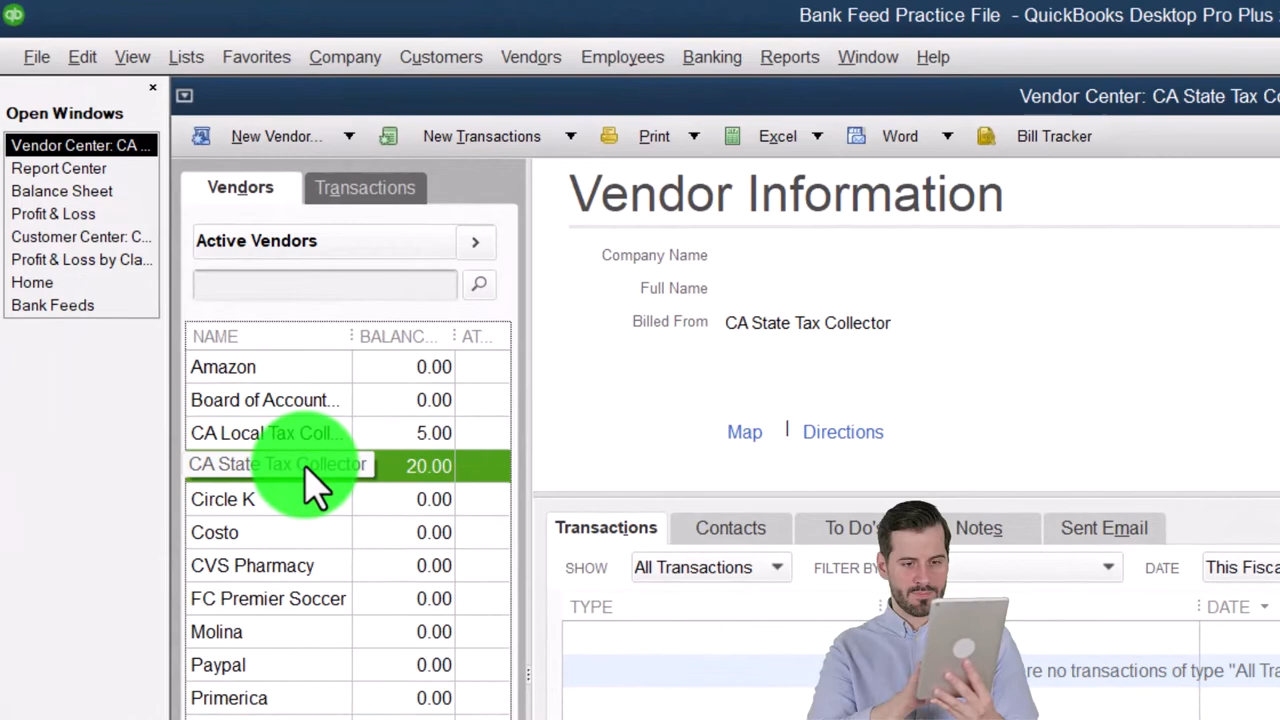 Bank Feed Practice File - QuickBooks Desktop Pro Plus
File Edit View Lists Favorites Company Customers Vendors Employees Banking Reports Window Help
Open Windows
Vendor Center: CA ...
Report Center
Balance Sheet
Profit & Loss
Customer Center: C...
Profit & Loss by Cla...
Home
Bank Feeds
Vendor Center: CA State Tax Co
New Vendor... New Transactions Print Excel Word Bill Tracker
Vendors Transactions
Active Vendors
NAME BALANC... AT...
Amazon 0.00
Board of Account... 0.00
CA Local Tax Coll... 5.00
CA State Tax Collector 20.00
Circle K 0.00
Costo 0.00
CVS Pharmacy 0.00
FC Premier Soccer 0.00
Molina 0.00
Paypal 0.00
Primerica 0.00
Vendor Information
Company Name
Full Name
Billed From CA State Tax Collector
Map | Directions
Transactions Contacts To Do's Notes Sent Email
SHOW All Transactions FILTER BY DATE This Fisca
TYPE DATE
re no transactions of type "All Tra